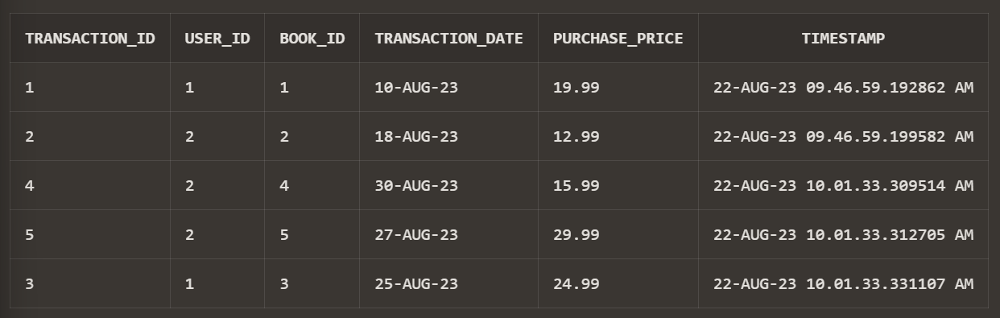 TRANSACTION_ID USER_ID BOOK_ID TRANSACTION_DATE PURCHASE_PRICE TIMESTAMP
1 1 1 10-AUG-23 19.99 22-AUG-23 09.46.59.192862 AM
2 2 2 18-AUG-23 12.99 22-AUG-23 09.46.59.199582 AM
4 2 4 30-AUG-23 15.99 22-AUG-23 10.01.33.309514 AM
5 2 5 27-AUG-23 29.99 22-AUG-23 10.01.33.312705 AM
3 1 3 25-AUG-23 24.99 22-AUG-23 10.01.33.331107 AM